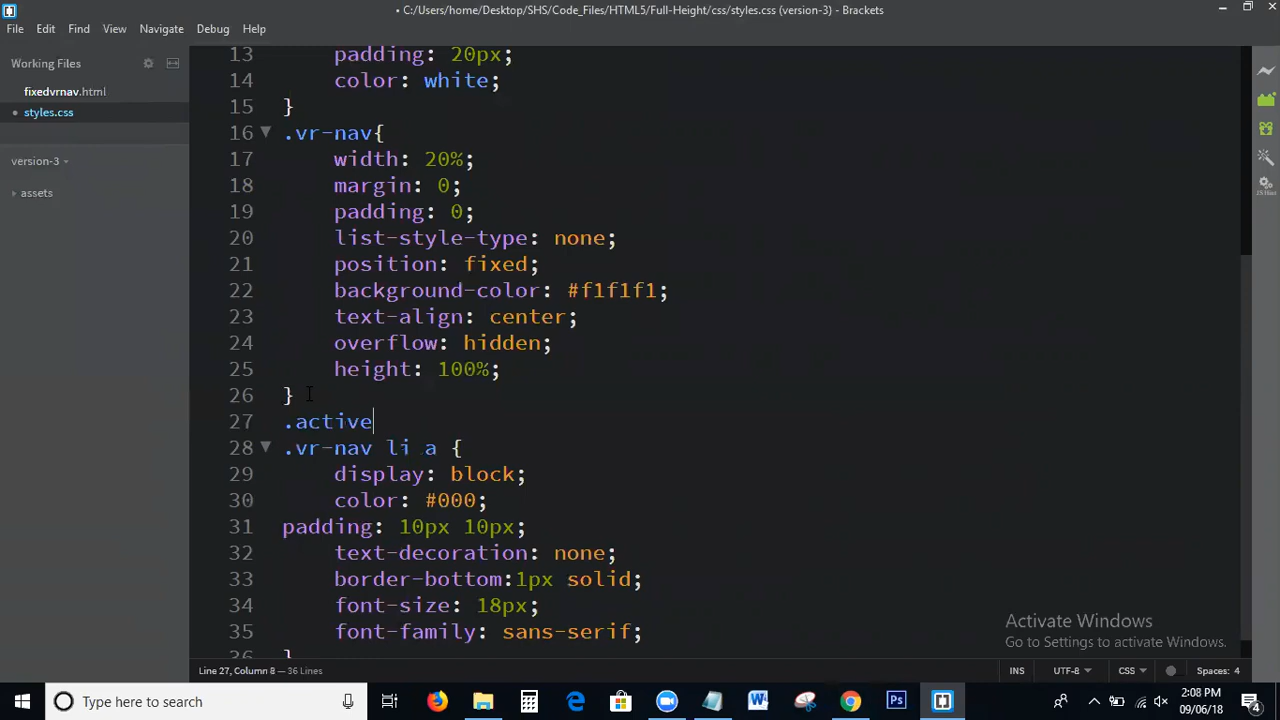 • C:/Users/home/Desktop/SHS/Code_Files/HTML5/Full-Height/css/styles.css (version-3) - Brackets
File Edit Find View Navigate Debug Help
Working Files
fixedvrnav.html
• styles.css
version-3
assets
13 padding: 20px;
14 color: white;
15 }
16 .vr-nav{
17 width: 20%;
18 margin: 0;
19 padding: 0;
20 list-style-type: none;
21 position: fixed;
22 background-color: #f1f1f1;
23 text-align: center;
24 overflow: hidden;
25 height: 100%;
26 }
27 .active
28 .vr-nav li a {
29 display: block;
30 color: #000;
31 padding: 10px 10px;
32 text-decoration: none;
33 border-bottom:1px solid;
34 font-size: 18px;
35 font-family: sans-serif;
36 }
JS Hint
Activate Windows
Go to Settings to activate Windows.
Line 27, Column 8 — 36 Lines
INS UTF-8 CSS Spaces: 4
Type here to search
W
Ps
2:08 PM
09/06/18
4